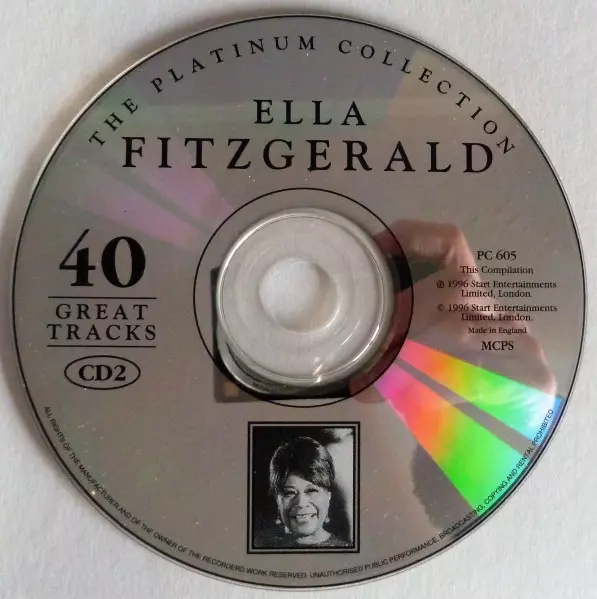 THE PLATINUM COLLECTION
ELLA
FITZGERALD
40
GREAT
TRACKS
CD2
PC 605
This Compilation
℗ 1996 Start Entertainments
Limited, London.
© 1996 Start Entertainments
Limited, London.
Made in England
MCPS
ALL RIGHTS OF THE MANUFACTURER AND OF THE OWNER OF THE RECORDERD WORK RESERVED. UNAUTHORISED PUBLIC PERFORMANCE, BROADCASTING, COPYING AND RENTAL PROHIBITED